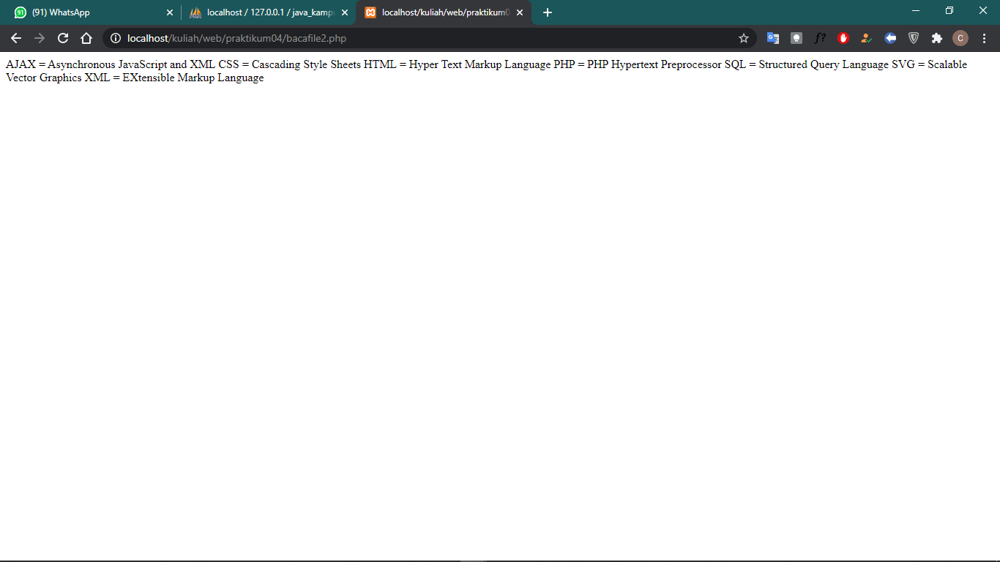 (91) WhatsApp
localhost / 127.0.0.1 / java_kamp
localhost/kuliah/web/praktikum0
localhost/kuliah/web/praktikum04/bacafile2.php
AJAX = Asynchronous JavaScript and XML CSS = Cascading Style Sheets HTML = Hyper Text Markup Language PHP = PHP Hypertext Preprocessor SQL = Structured Query Language SVG = Scalable
Vector Graphics XML = EXtensible Markup Language